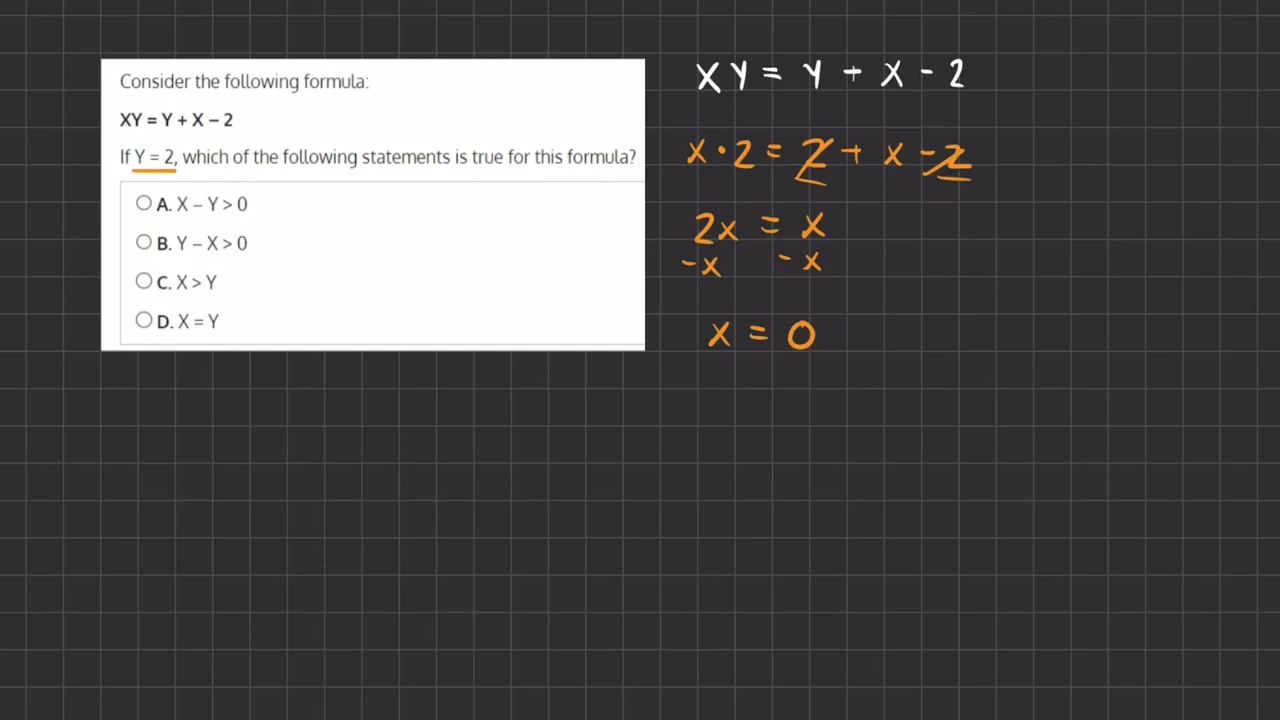 Consider the following formula:
XY = Y + X – 2
If Y = 2, which of the following statements is true for this formula?
A. X – Y > 0
B. Y – X > 0
C. X > Y
D. X = Y
XY = Y + X - 2
x · 2 = 2 + x - 2
2x = x
-x -x
x = 0